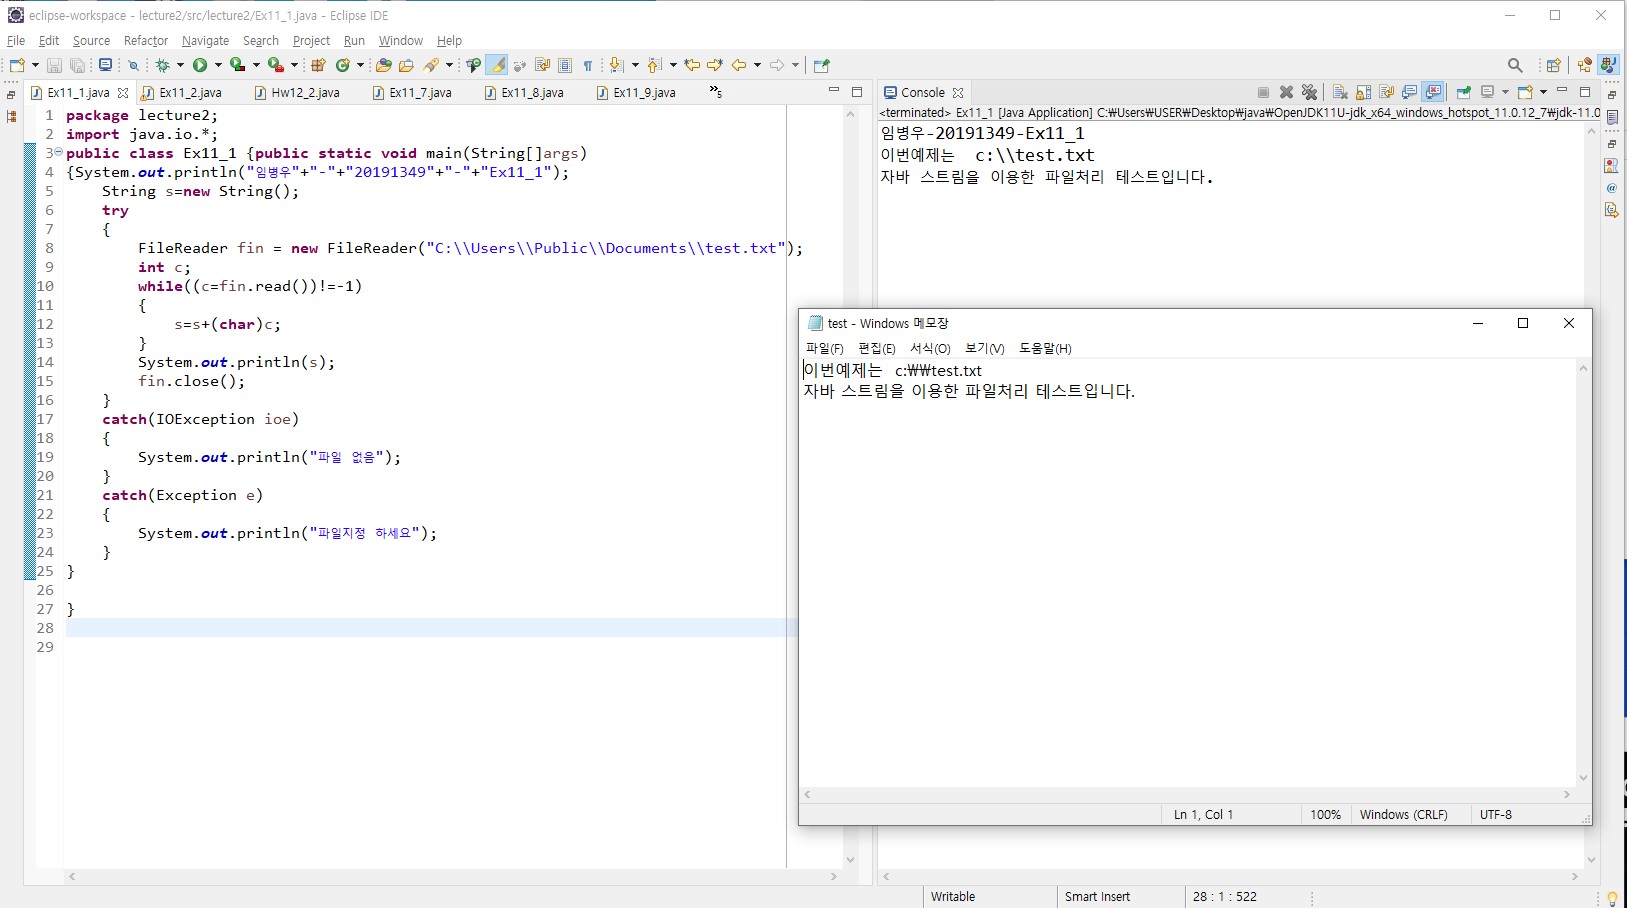 eclipse-workspace - lecture2/src/lecture2/Ex11_1.java - Eclipse IDE
File Edit Source Refactor Navigate Search Project Run Window Help
Ex11_1.java Ex11_2.java Hw12_2.java Ex11_7.java Ex11_8.java Ex11_9.java »5
1 package lecture2;
2 import java.io.*;
3 public class Ex11_1 {public static void main(String[]args)
4 {System.out.println("임병우"+"-"+"20191349"+"-"+"Ex11_1");
5 String s=new String();
6 try
7 {
8 FileReader fin = new FileReader("C:\\Users\\Public\\Documents\\test.txt");
9 int c;
10 while((c=fin.read())!=-1)
11 {
12 s=s+(char)c;
13 }
14 System.out.println(s);
15 fin.close();
16 }
17 catch(IOException ioe)
18 {
19 System.out.println("파일 없음");
20 }
21 catch(Exception e)
22 {
23 System.out.println("파일지정 하세요");
24 }
25 }
26
27 }
28
29
Console
<terminated> Ex11_1 [Java Application] C:₩Users₩USER₩Desktop₩java₩OpenJDK11U-jdk_x64_windows_hotspot_11.0.12_7₩jdk-11.0
임병우-20191349-Ex11_1
이번예제는 c:\\test.txt
자바 스트림을 이용한 파일처리 테스트입니다.
test - Windows 메모장
파일(F) 편집(E) 서식(O) 보기(V) 도움말(H)
이번예제는 c:₩₩test.txt
자바 스트림을 이용한 파일처리 테스트입니다.
Ln 1, Col 1 100% Windows (CRLF) UTF-8
Writable Smart Insert 28 : 1 : 522